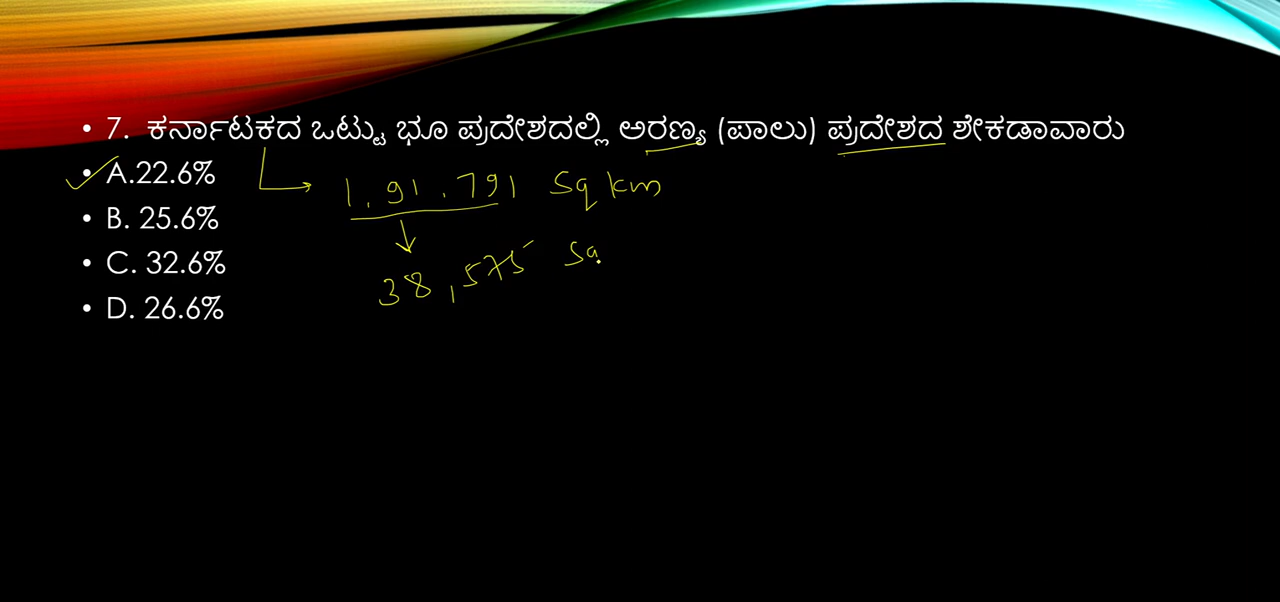 • 7. ಕರ್ನಾಟಕದ ಒಟ್ಟು ಭೂ ಪ್ರದೇಶದಲ್ಲಿ ಅರಣ್ಯ (ಪಾಲು) ಪ್ರದೇಶದ ಶೇಕಡಾವಾರು
• A.22.6%
1,91,791 Sq km
• B. 25.6%
• C. 32.6%
38,575 Sq
• D. 26.6%